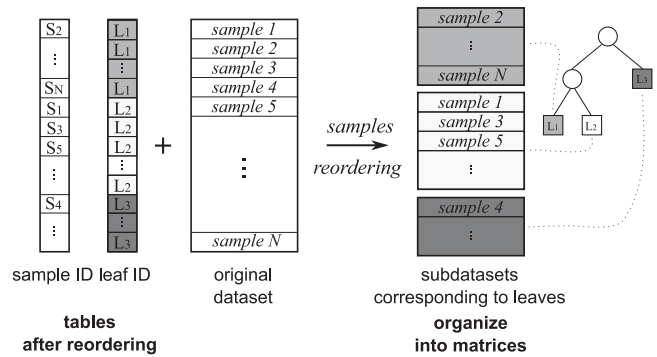 S2
⋮
SN
S1
S3
S5
⋮
S4
⋮
L1
L1
⋮
L1
L2
L2
L2
⋮
L2
L3
⋮
L3
+
sample 1
sample 2
sample 3
sample 4
sample 5
⋮
sample N
samples
reordering
sample 2
⋮
sample N
sample 1
sample 3
sample 5
⋮
sample 4
⋮
L3
L1
L2
sample ID leaf ID
original
dataset
subdatasets
corresponding to leaves
tables
after reordering
organize
into matrices